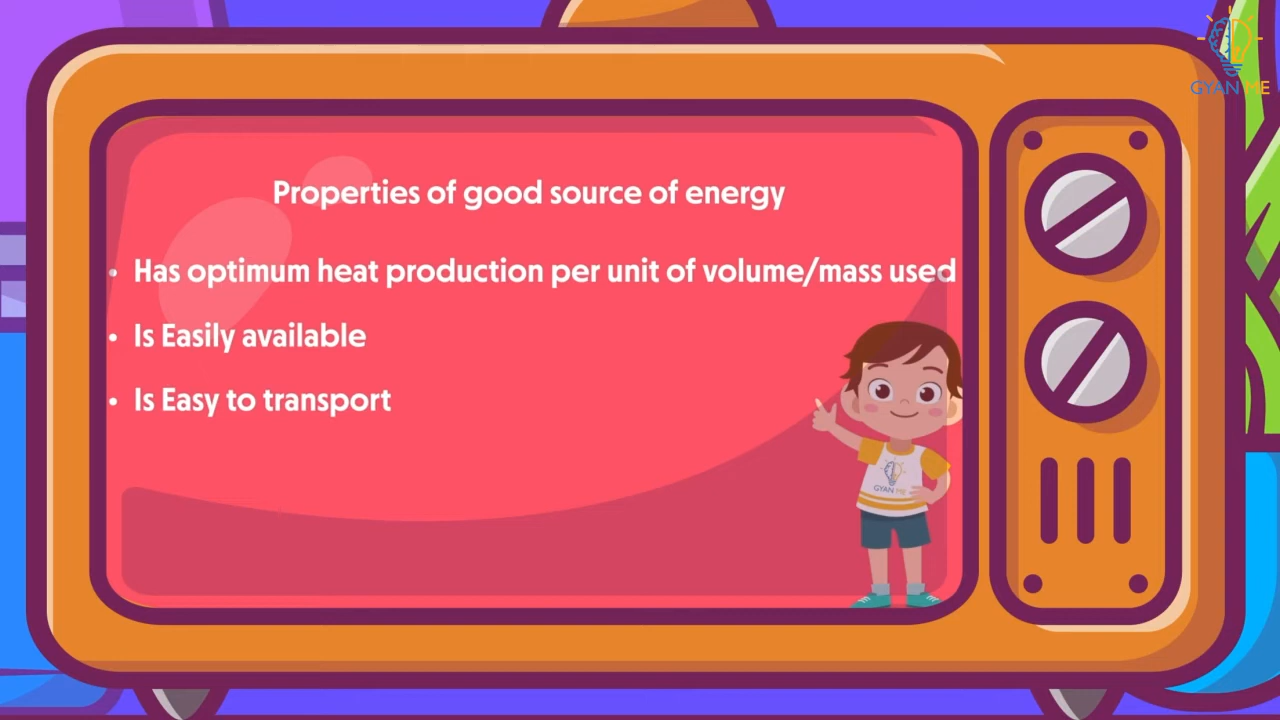 GYAN ME
Properties of good source of energy
• Has optimum heat production per unit of volume/mass used
• Is Easily available
• Is Easy to transport
GYAN ME